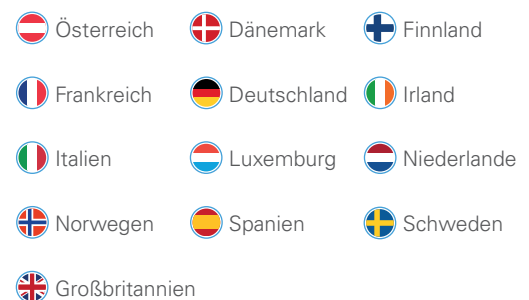 Österreich Dänemark Finnland
Frankreich Deutschland Irland
Italien Luxemburg Niederlande
Norwegen Spanien Schweden
Großbritannien